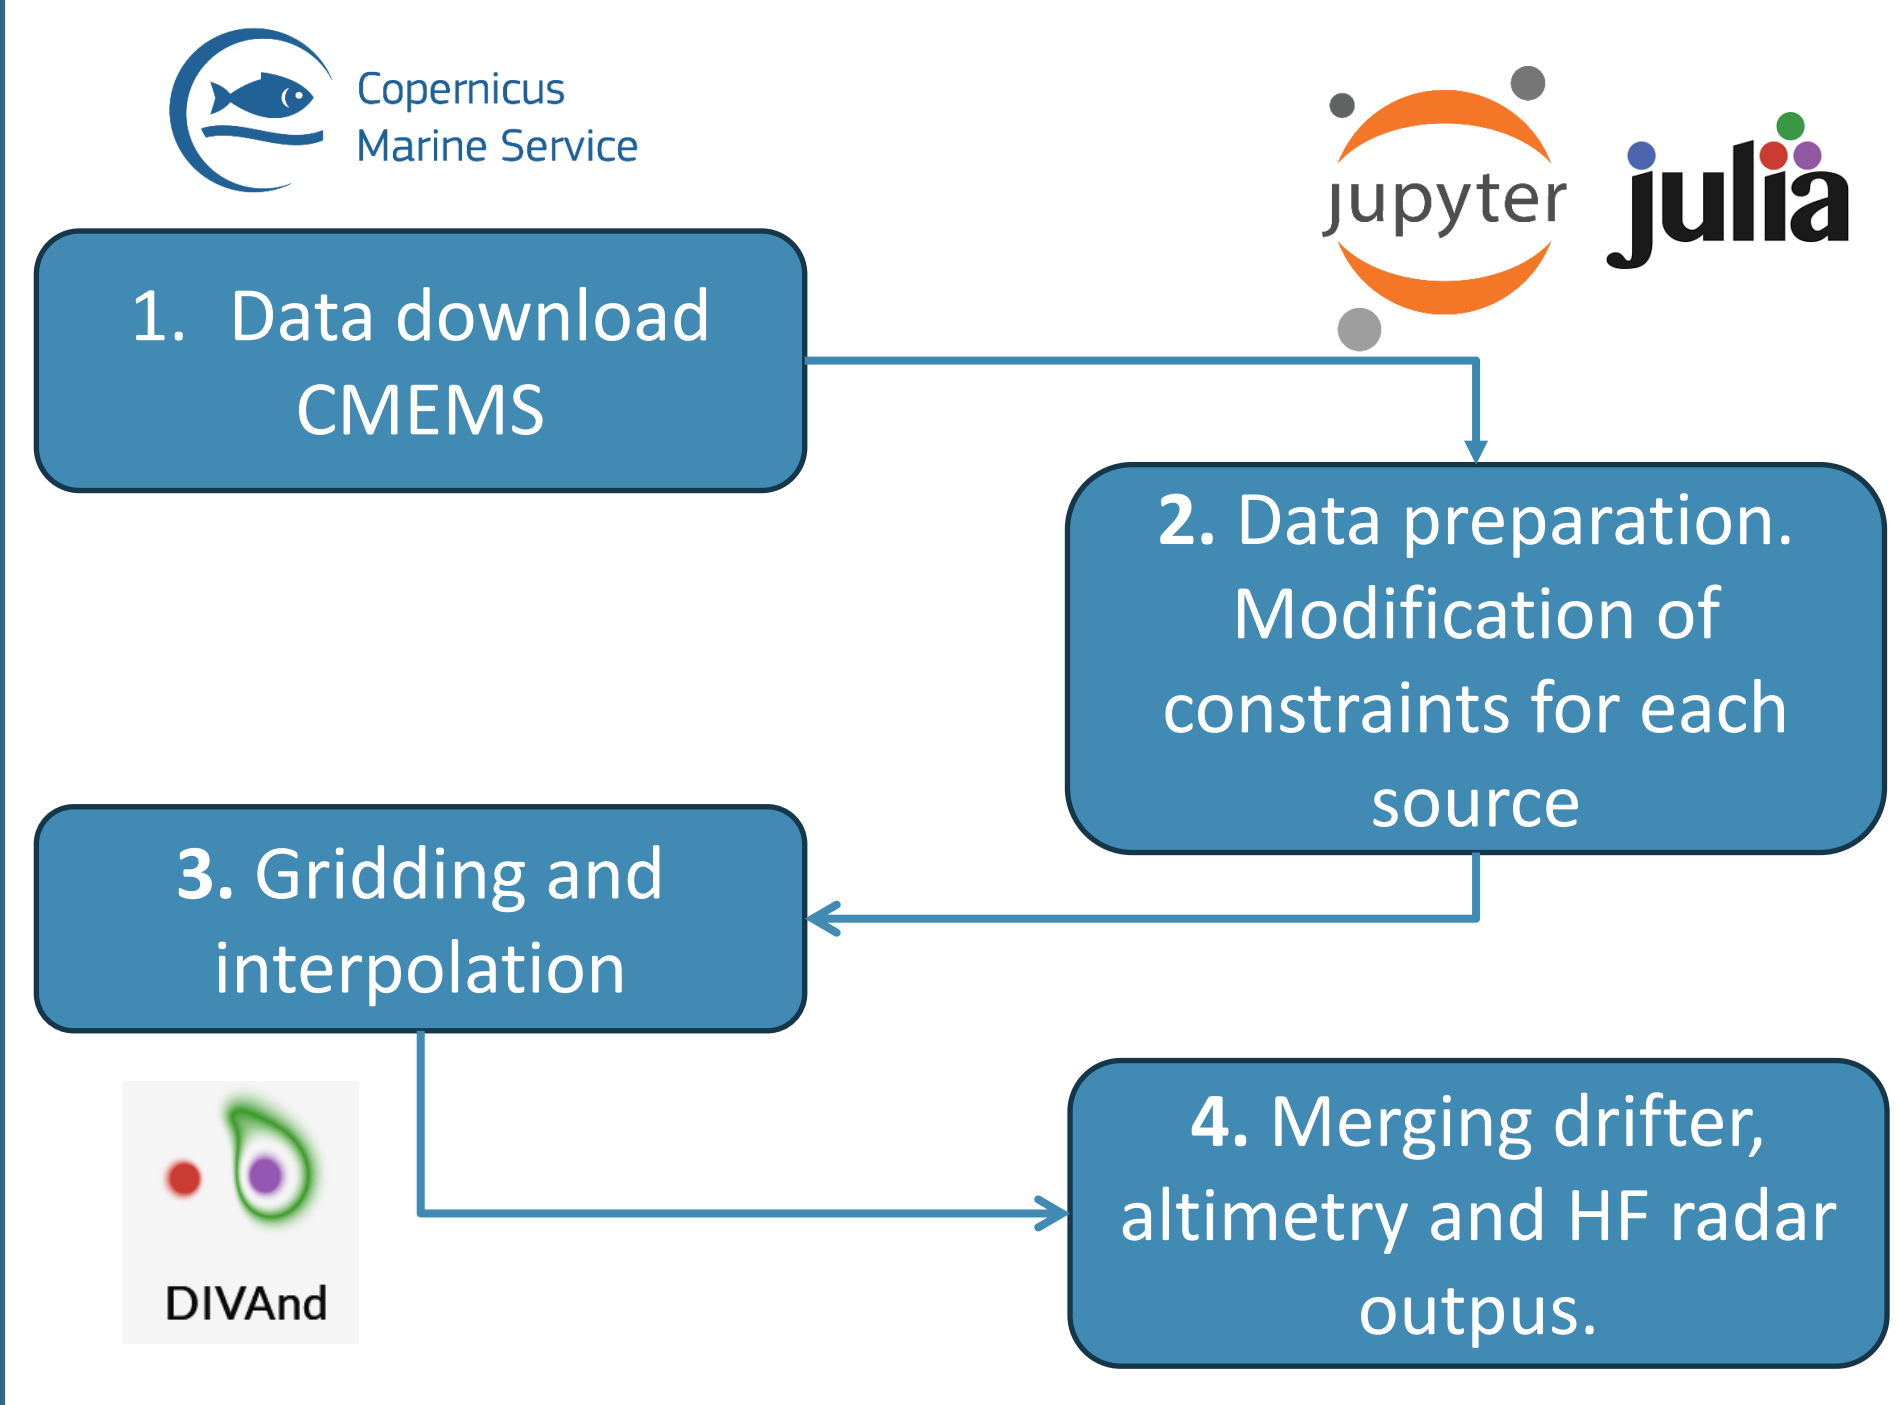 Copernicus
Marine Service
jupyter
julia
1. Data download
CMEMS
2. Data preparation.
Modification of
constraints for each
source
3. Gridding and
interpolation
DIVAnd
4. Merging drifter,
altimetry and HF radar
outpus.